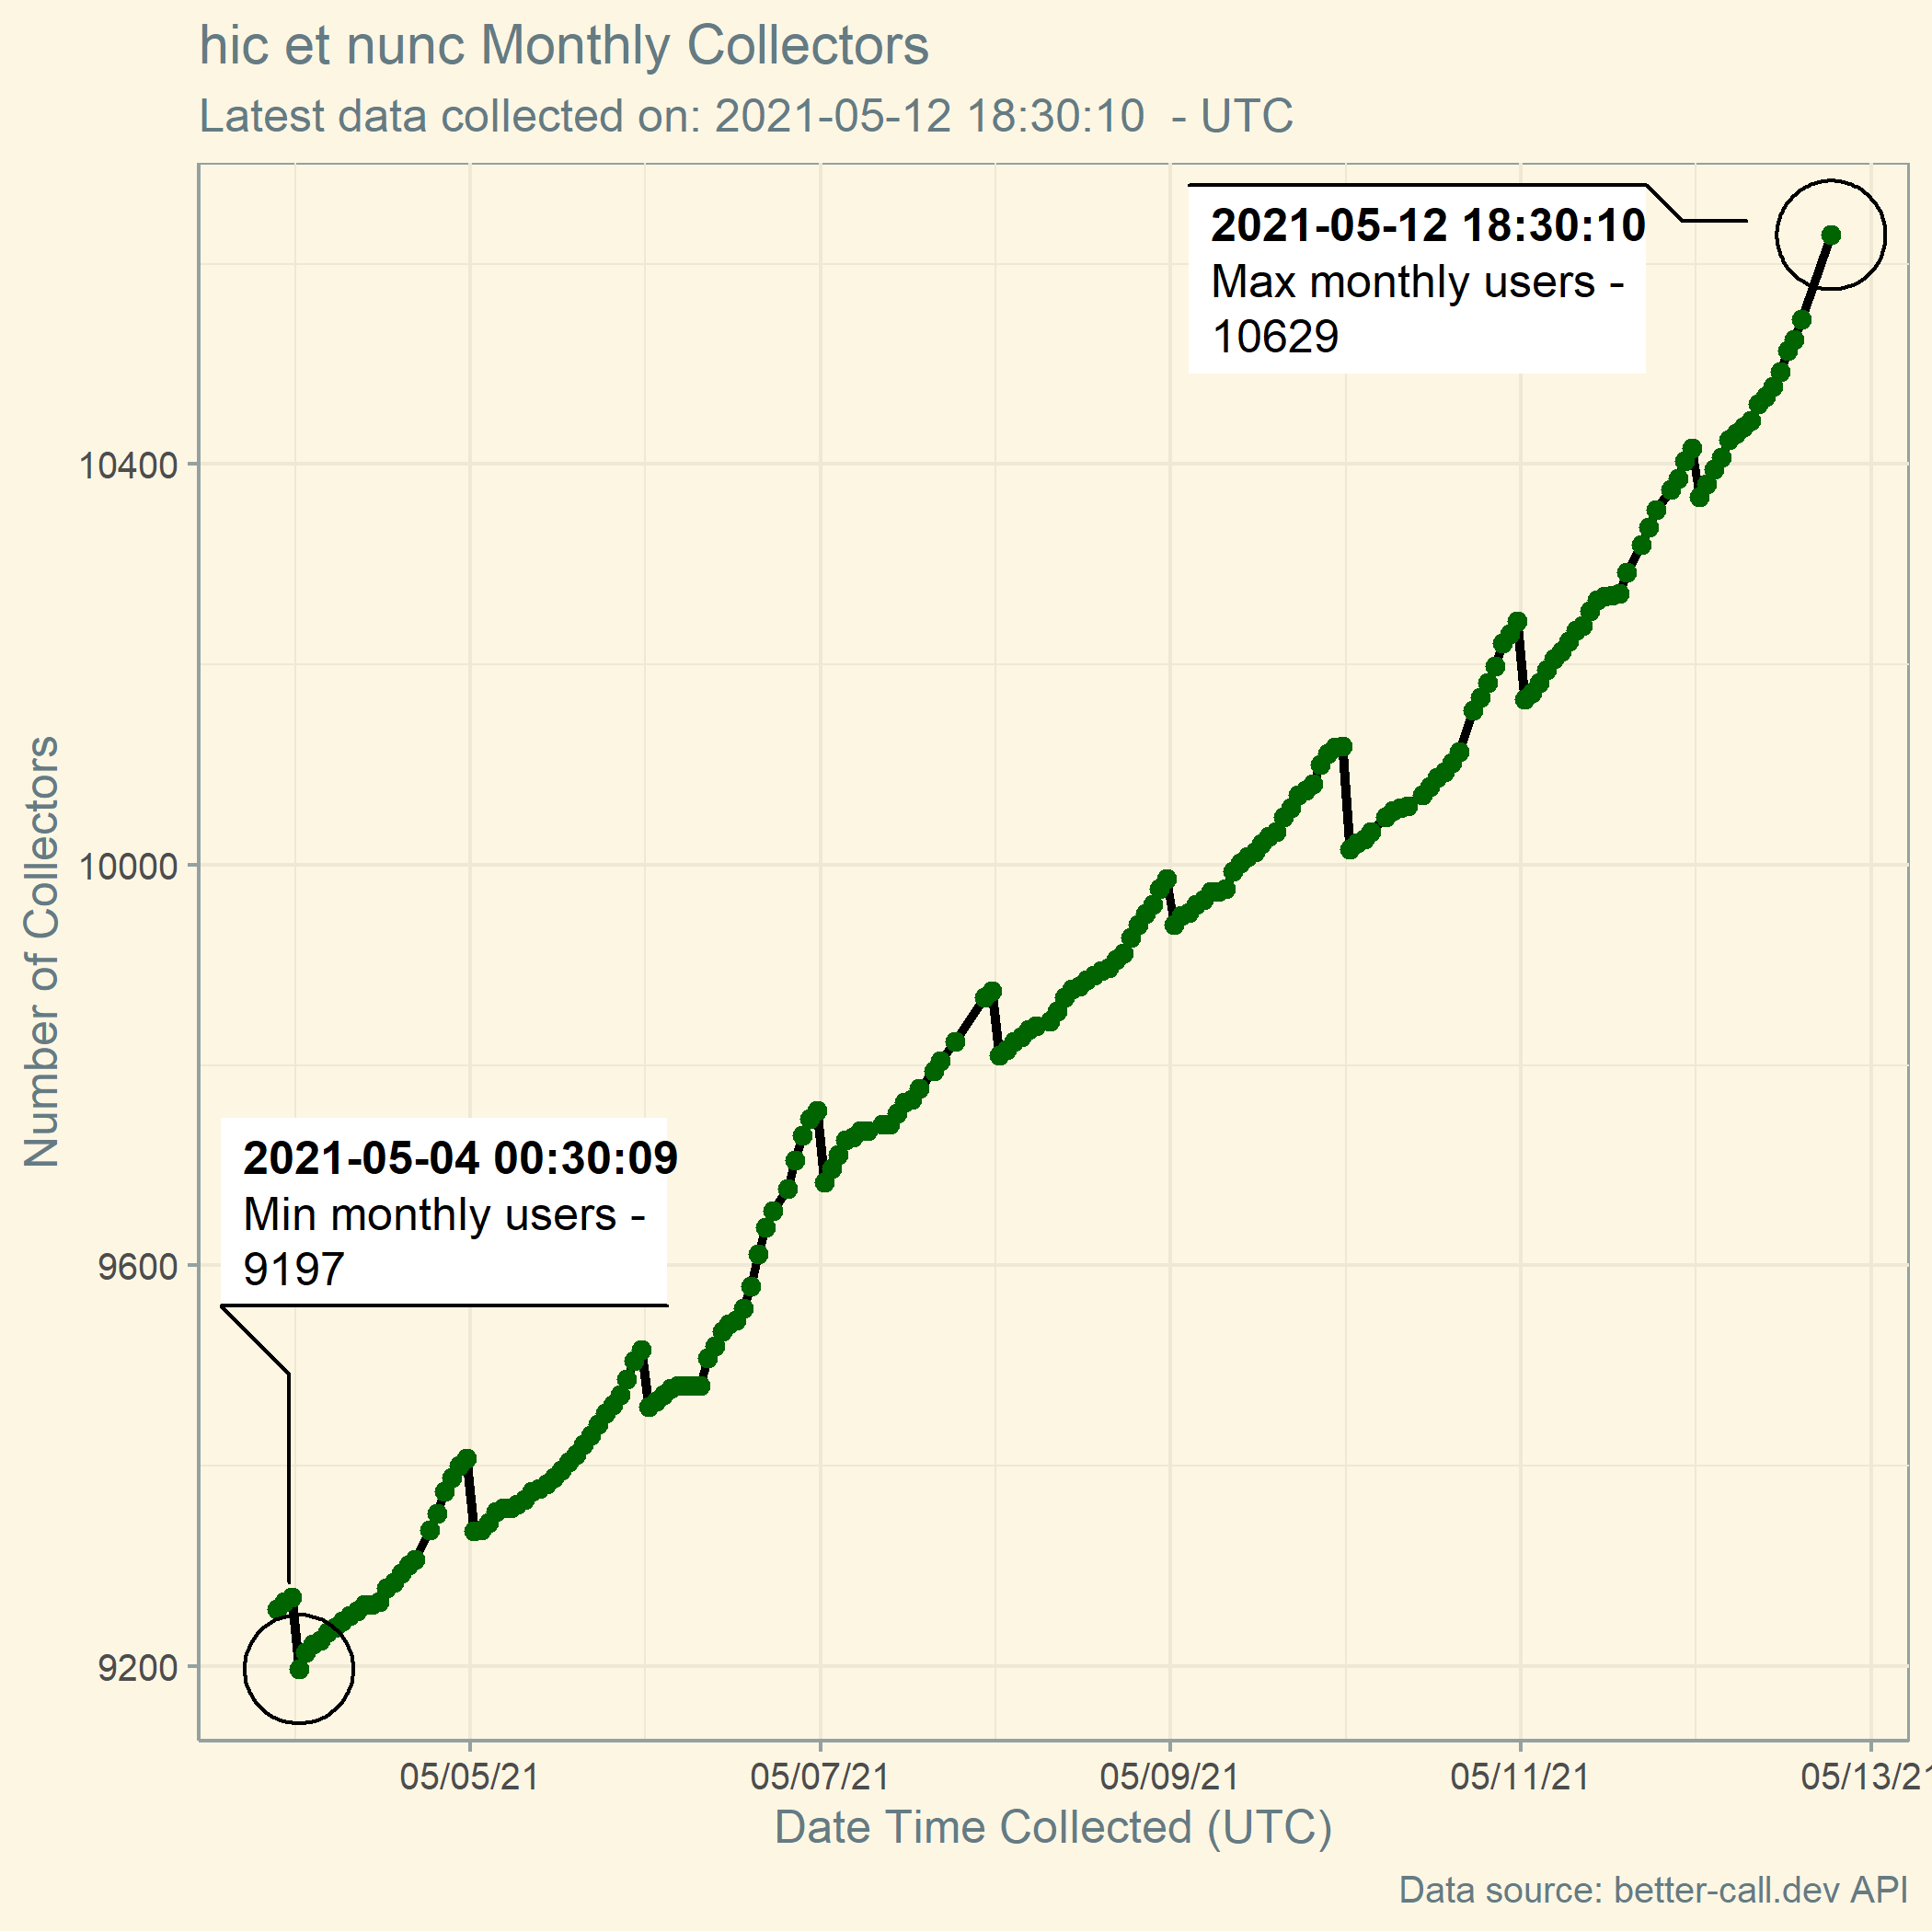 hic et nunc Monthly Collectors
Latest data collected on: 2021-05-12 18:30:10 - UTC
2021-05-12 18:30:10
Max monthly users -
10629
10400
10000
9600
9200
Number of Collectors
2021-05-04 00:30:09
Min monthly users -
9197
05/05/21
05/07/21
05/09/21
05/11/21
05/13/21
Date Time Collected (UTC)
Data source: better-call.dev API